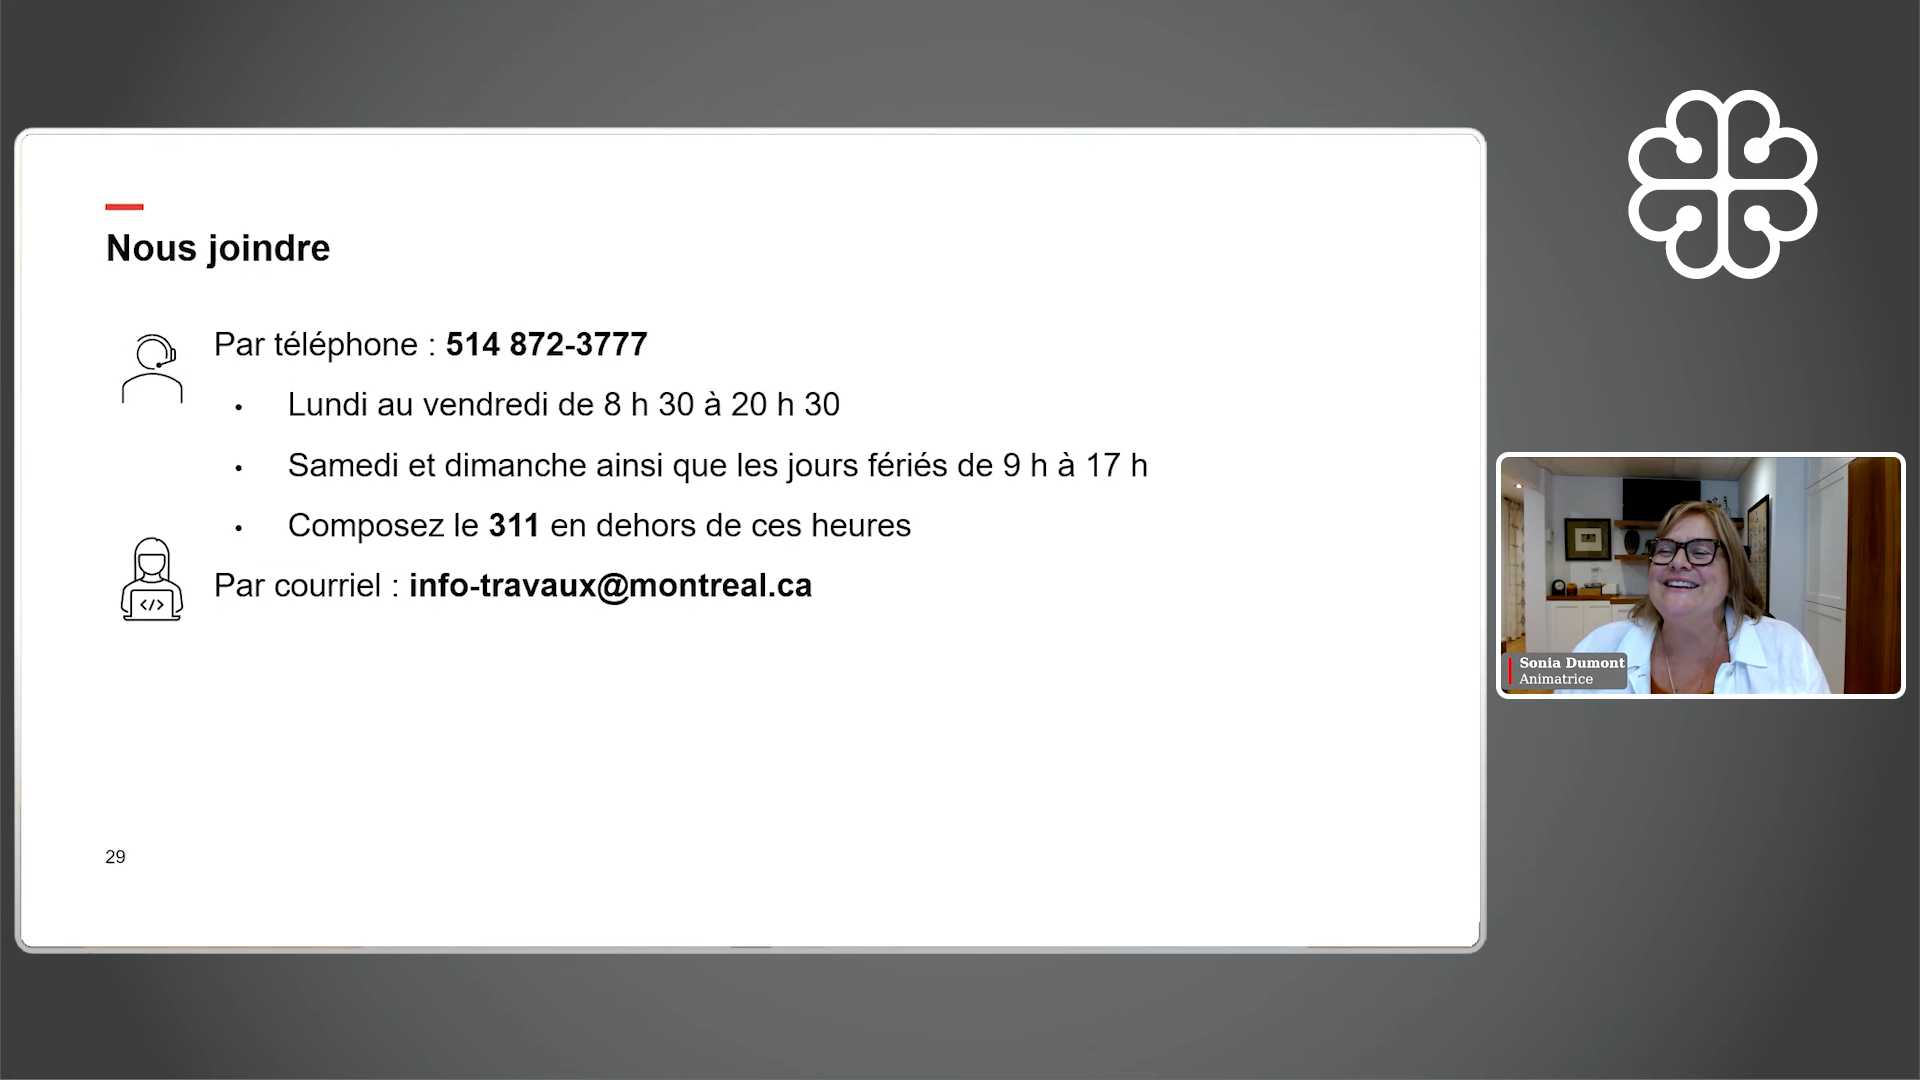 Nous joindre
Par téléphone : 514 872-3777
• Lundi au vendredi de 8 h 30 à 20 h 30
• Samedi et dimanche ainsi que les jours fériés de 9 h à 17 h
• Composez le 311 en dehors de ces heures
</>
Par courriel : info-travaux@montreal.ca
29
Sonia Dumont
Animatrice